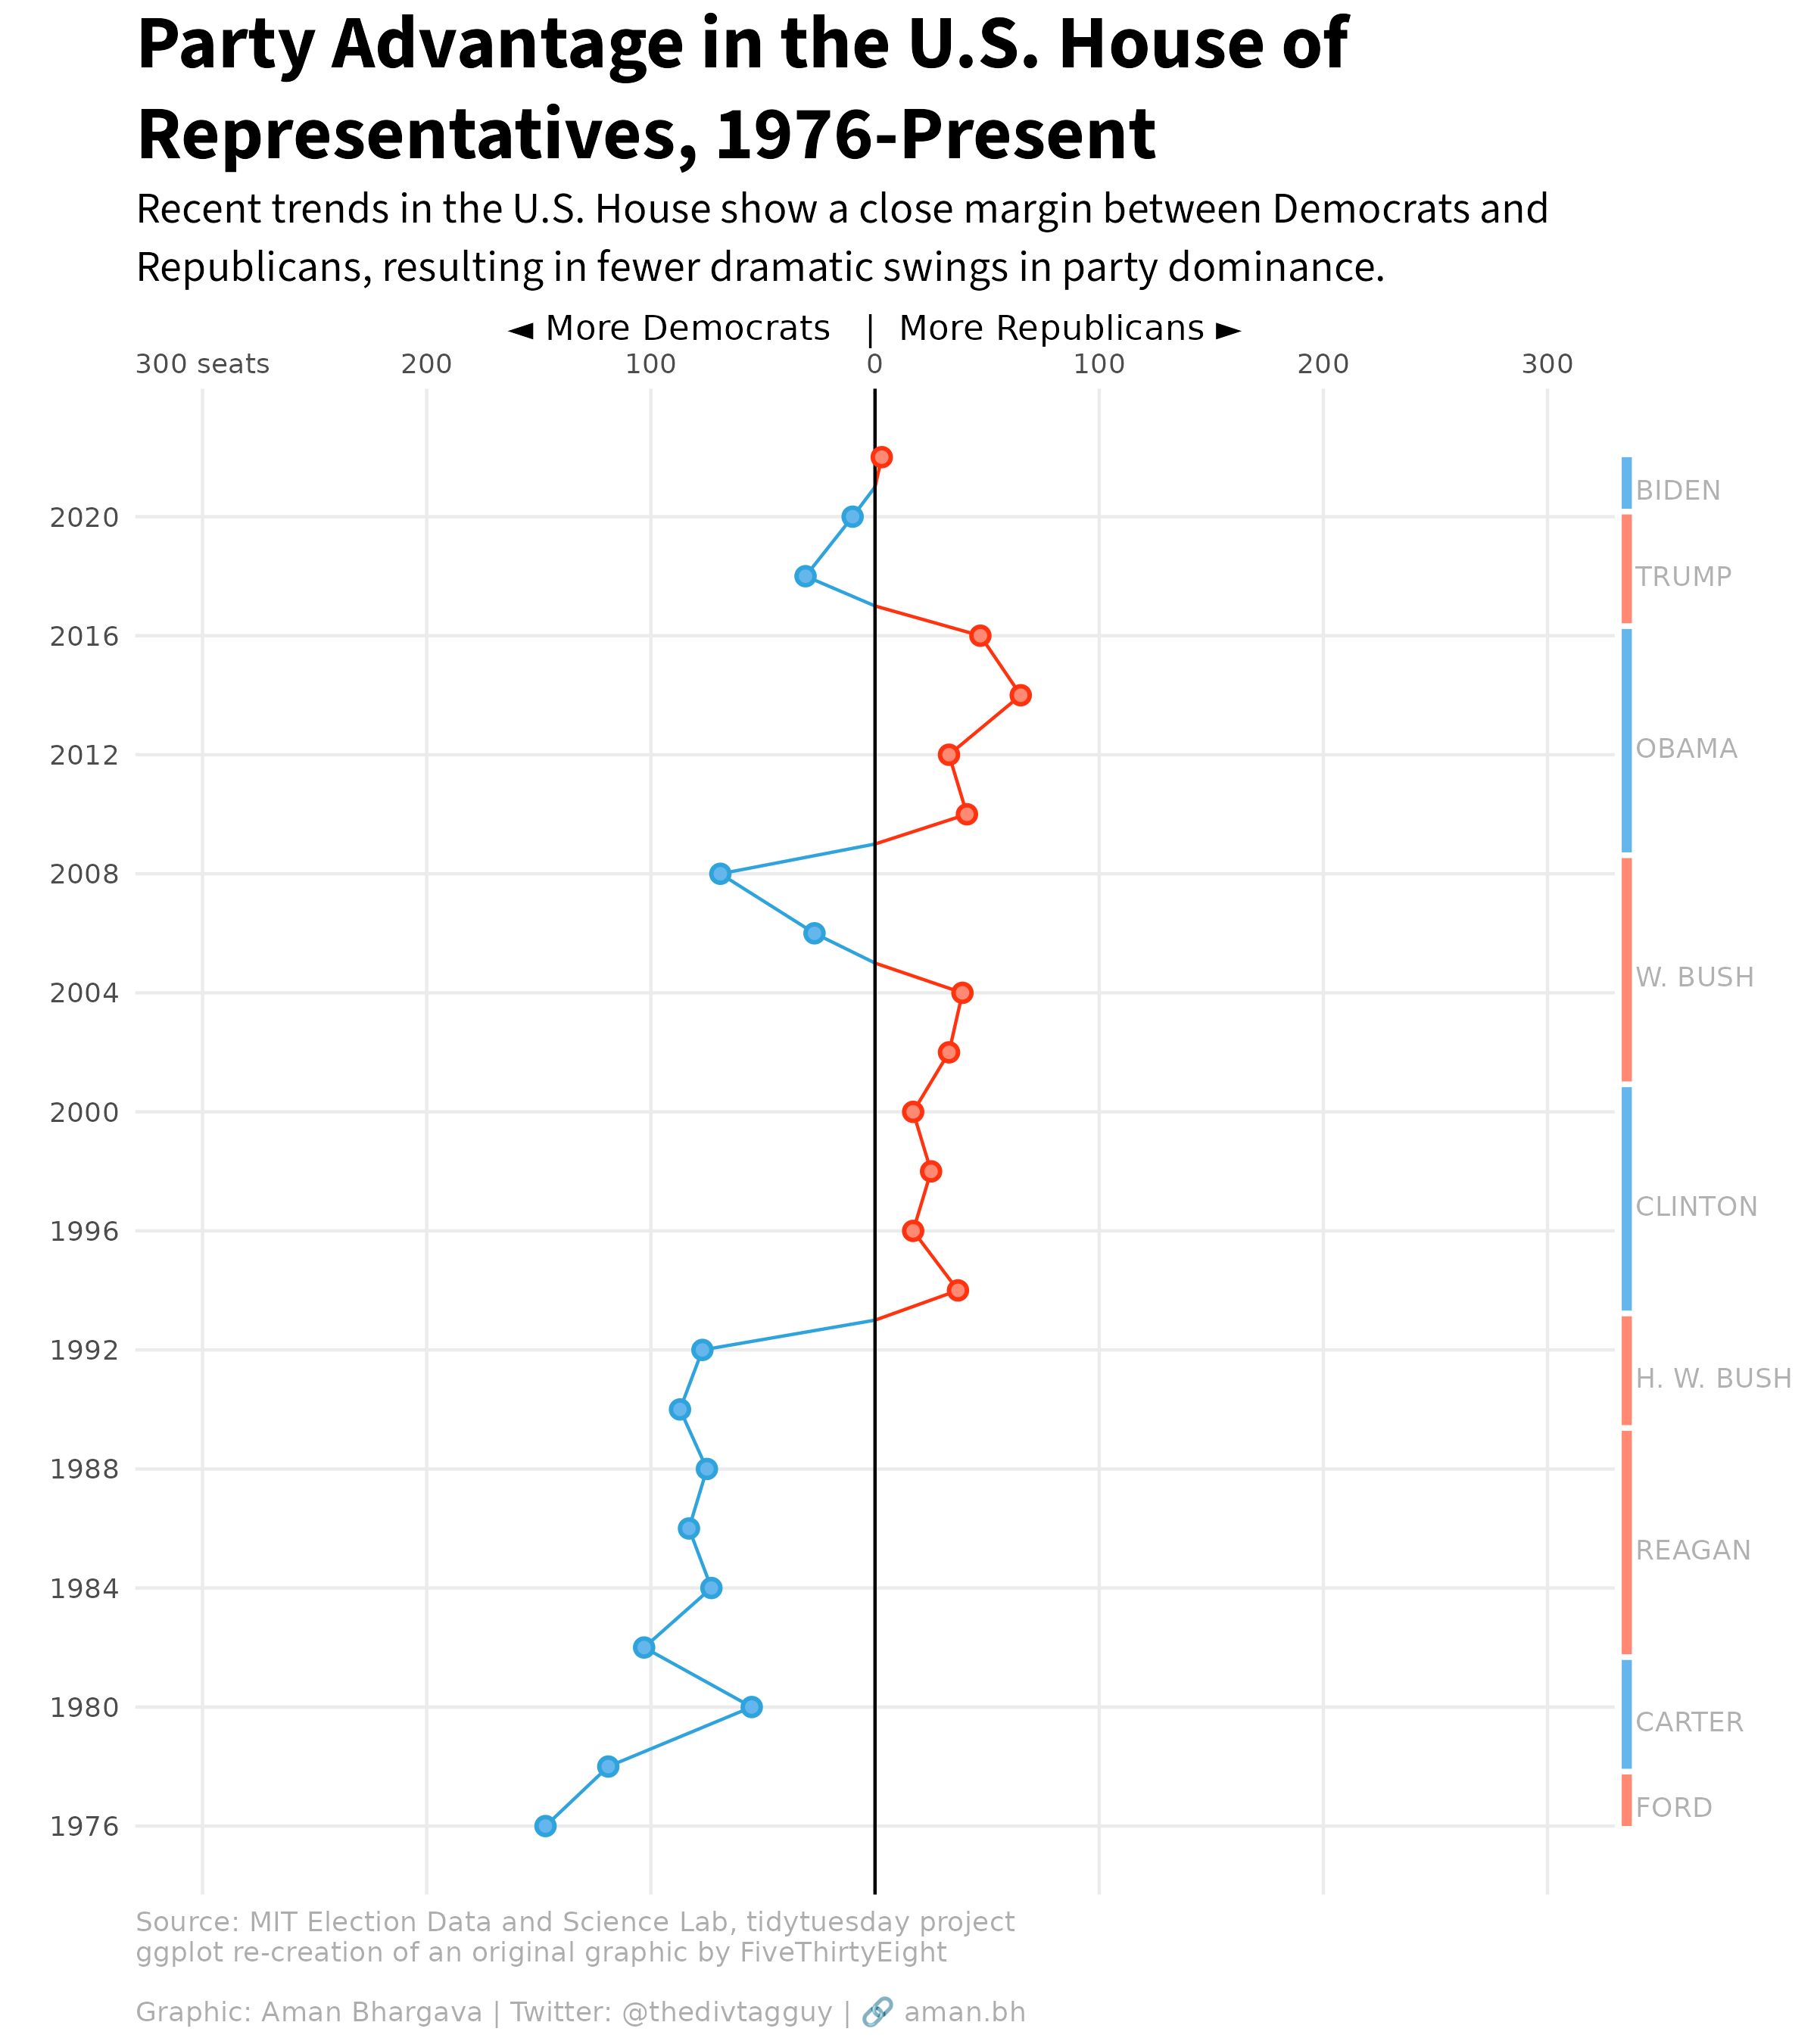 Party Advantage in the U.S. House of
Representatives, 1976-Present
Recent trends in the U.S. House show a close margin between Democrats and
Republicans, resulting in fewer dramatic swings in party dominance.
◄ More Democrats | More Republicans ►
300 seats 200 100 0 100 200 300
BIDEN
2020
TRUMP
2016
OBAMA
2012
2008
W. BUSH
2004
2000
CLINTON
1996
1992
H. W. BUSH
1988
REAGAN
1984
1980
CARTER
FORD
1976
Source: MIT Election Data and Science Lab, tidytuesday project
ggplot re-creation of an original graphic by FiveThirtyEight
Graphic: Aman Bhargava | Twitter: @thedivtagguy | 🔗 aman.bh